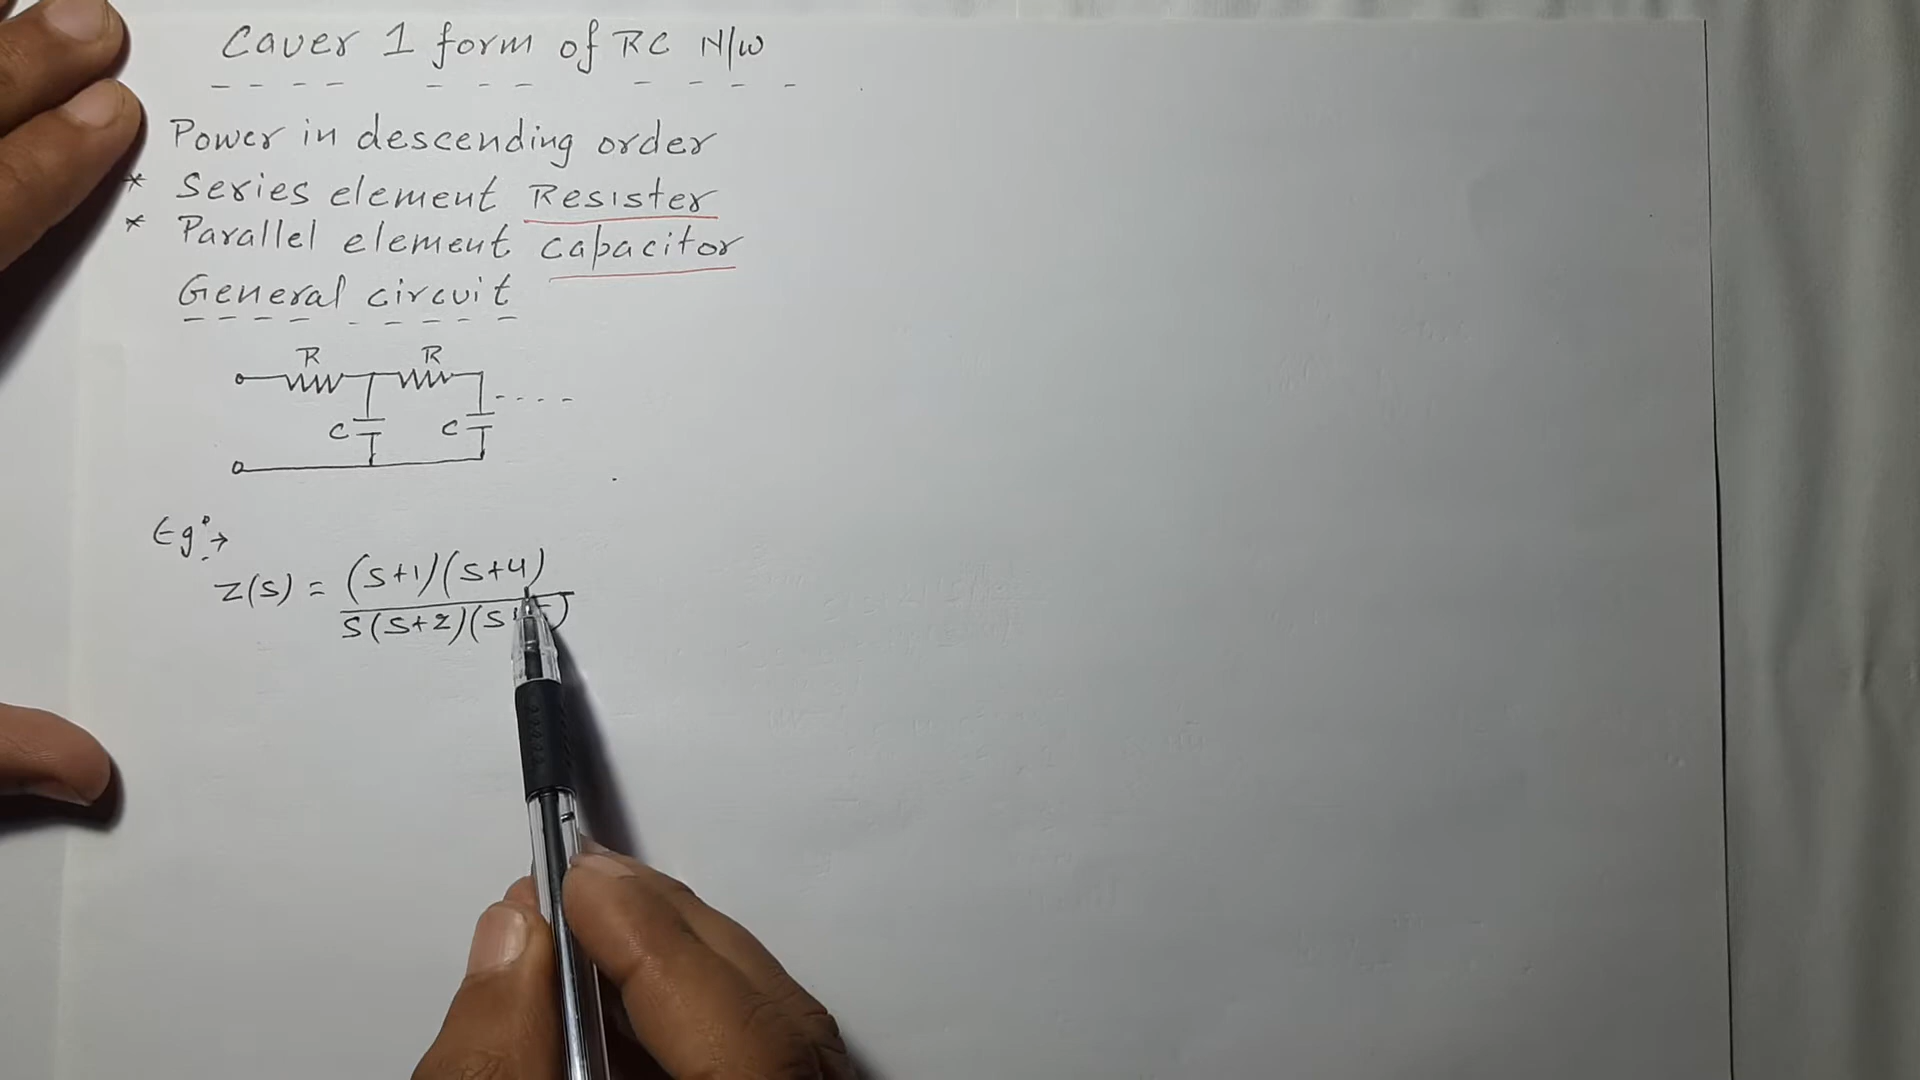 Cauer 1 form of RC N/W
Power in descending order
* Series element Resister
* Parallel element capacitor
General circuit
R R
C C
Eg:→
Z(s) = (s+1)(s+4)
s(s+2)(s+